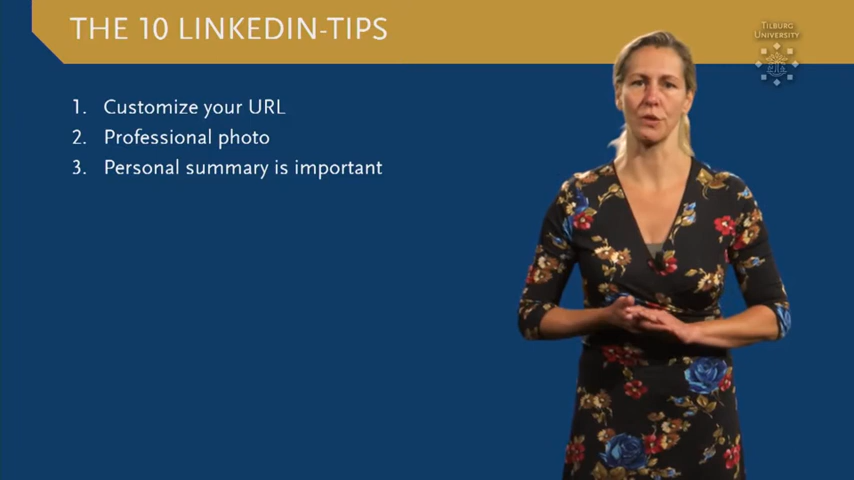 THE 10 LINKEDIN-TIPS
TILBURG
UNIVERSITY
1. Customize your URL
2. Professional photo
3. Personal summary is important